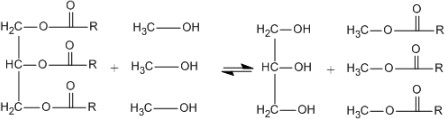 O O
H₂C—O R H₃C—OH H₂C—OH H₃C—O R
O O
HC—O R + H₃C—OH ⇌ HC—OH + H₃C—O R
O O
H₂C—O R H₃C—OH H₂C—OH H₃C—O R